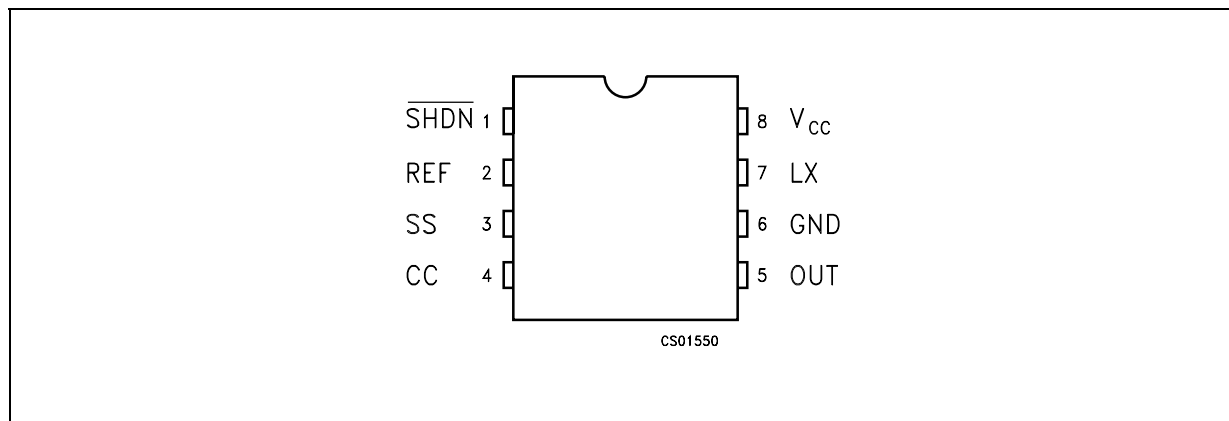 SHDN 1 8 VCC
REF 2 7 LX
SS 3 6 GND
CC 4 5 OUT
CS01550